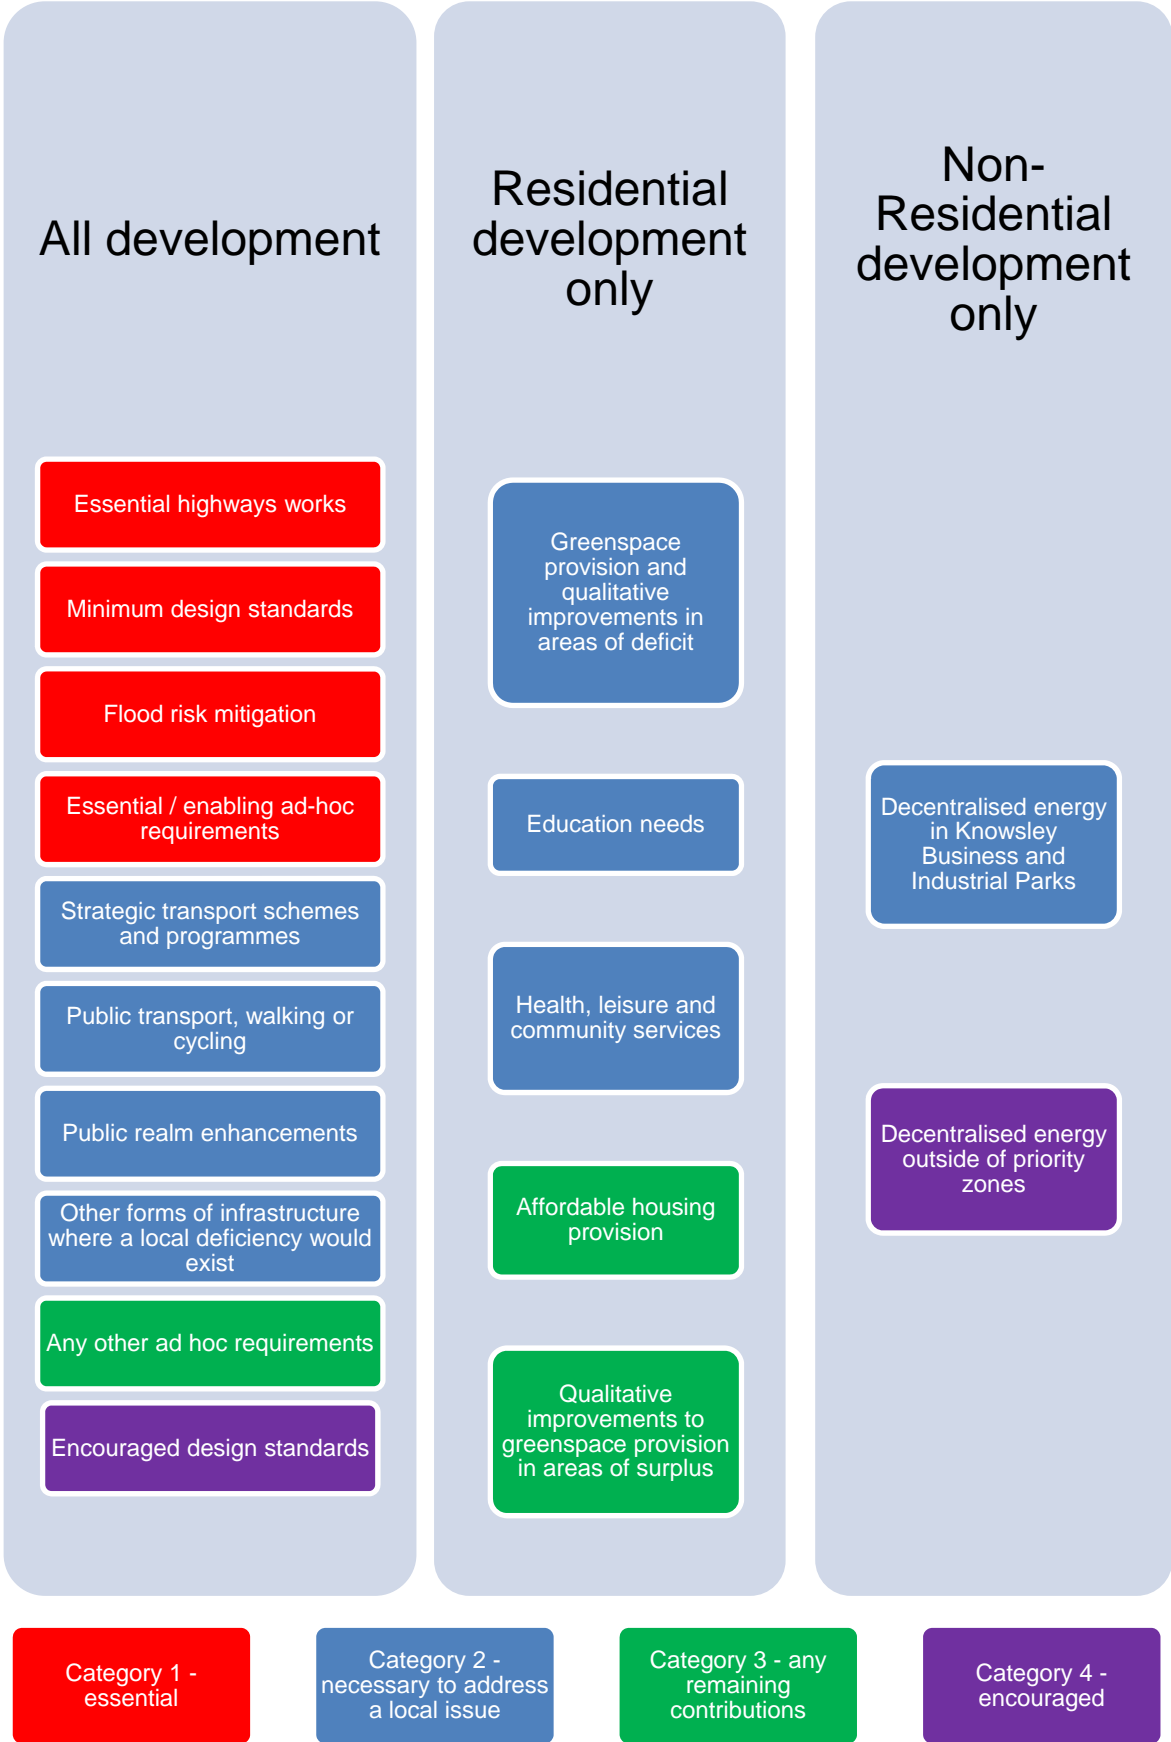 All development
Essential highways works
Minimum design standards
Flood risk mitigation
Essential / enabling ad-hoc
requirements
Strategic transport schemes
and programmes
Public transport, walking or
cycling
Public realm enhancements
Other forms of infrastructure
where a local deficiency would
exist
Any other ad hoc requirements
Encouraged design standards
Residential
development
only
Greenspace
provision and
qualitative
improvements in
areas of deficit
Education needs
Health, leisure and
community services
Affordable housing
provision
Qualitative
improvements to
greenspace provision
in areas of surplus
Non-
Residential
development
only
Decentralised energy
in Knowsley
Business and
Industrial Parks
Decentralised energy
outside of priority
zones
Category 1 -
essential
Category 2 -
necessary to address
a local issue
Category 3 - any
remaining
contributions
Category 4 -
encouraged